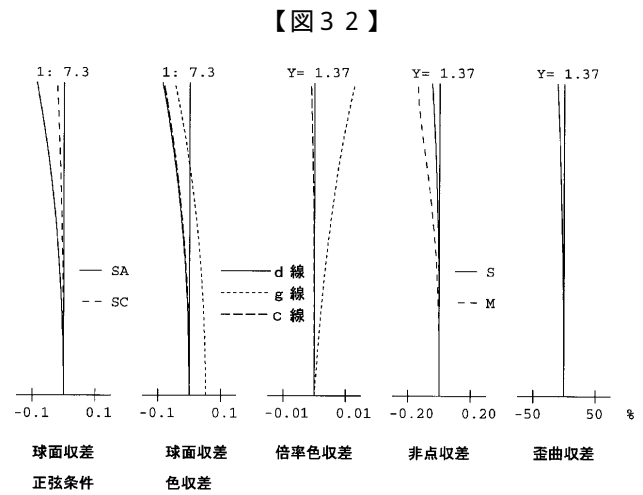 【図３２】
1: 7.3 1: 7.3 Y= 1.37 Y= 1.37 Y= 1.37
SA
SC
d 線
g 線
c 線
S
M
-0.1 0.1 -0.1 0.1 -0.01 0.01 -0.20 0.20 -50 50 %
球面収差 球面収差 倍率色収差 非点収差 歪曲収差
正弦条件 色収差